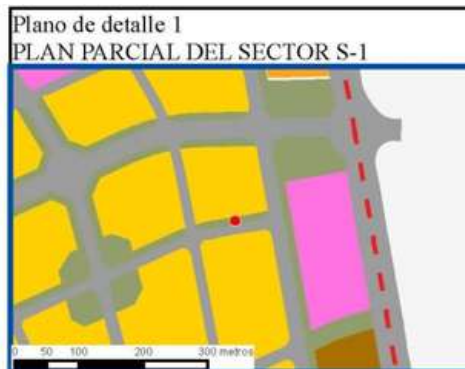 Plano de detalle 1
PLAN PARCIAL DEL SECTOR S-1
0 50 100 200 300 metros